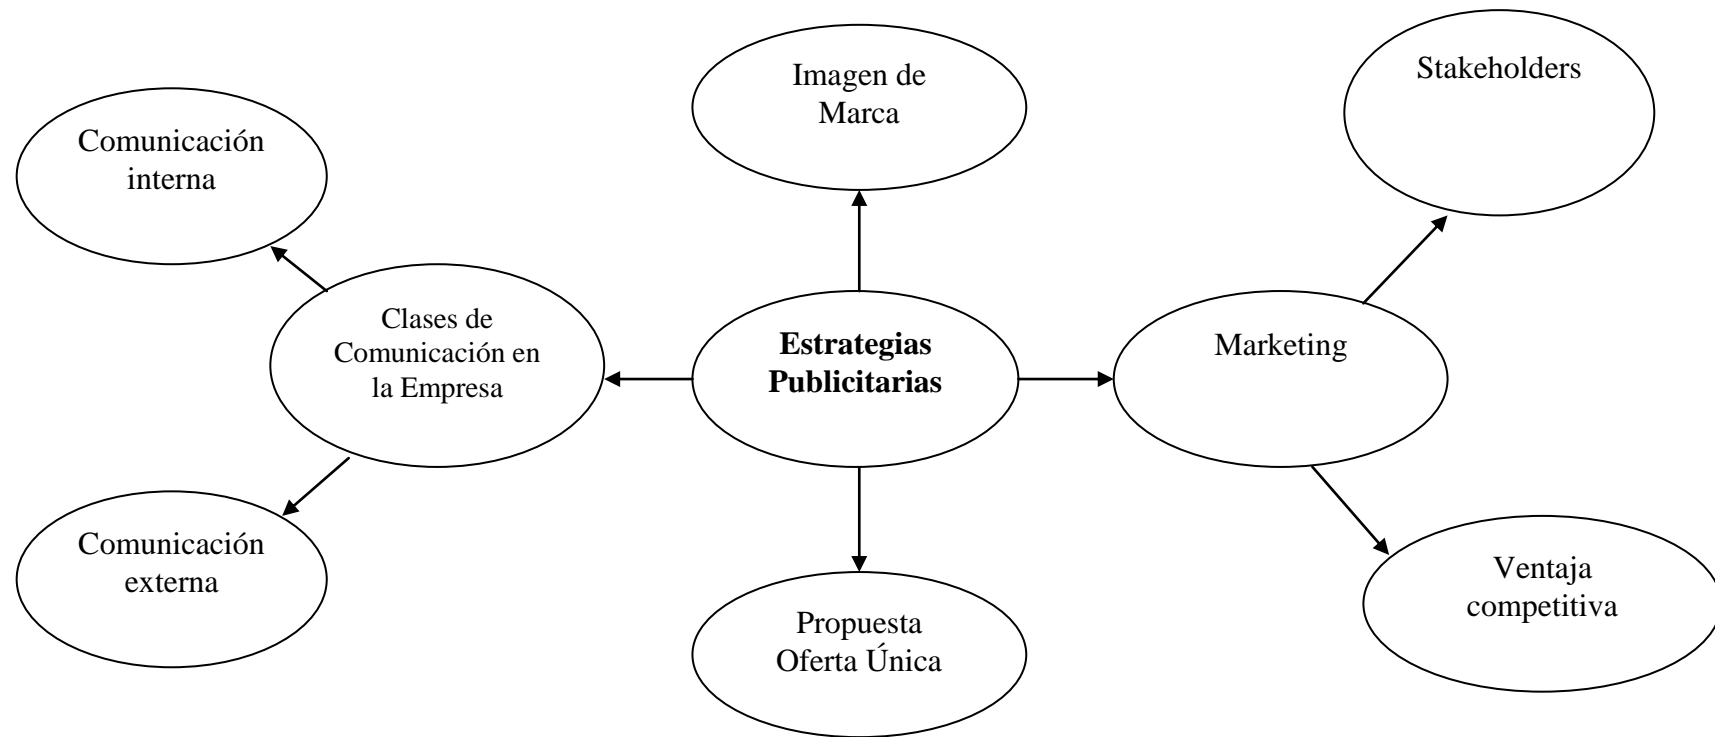 Imagen de
Marca
Stakeholders
Comunicación
interna
Clases de
Comunicación en
la Empresa
Estrategias
Publicitarias
Marketing
Comunicación
externa
Propuesta
Oferta Única
Ventaja
competitiva